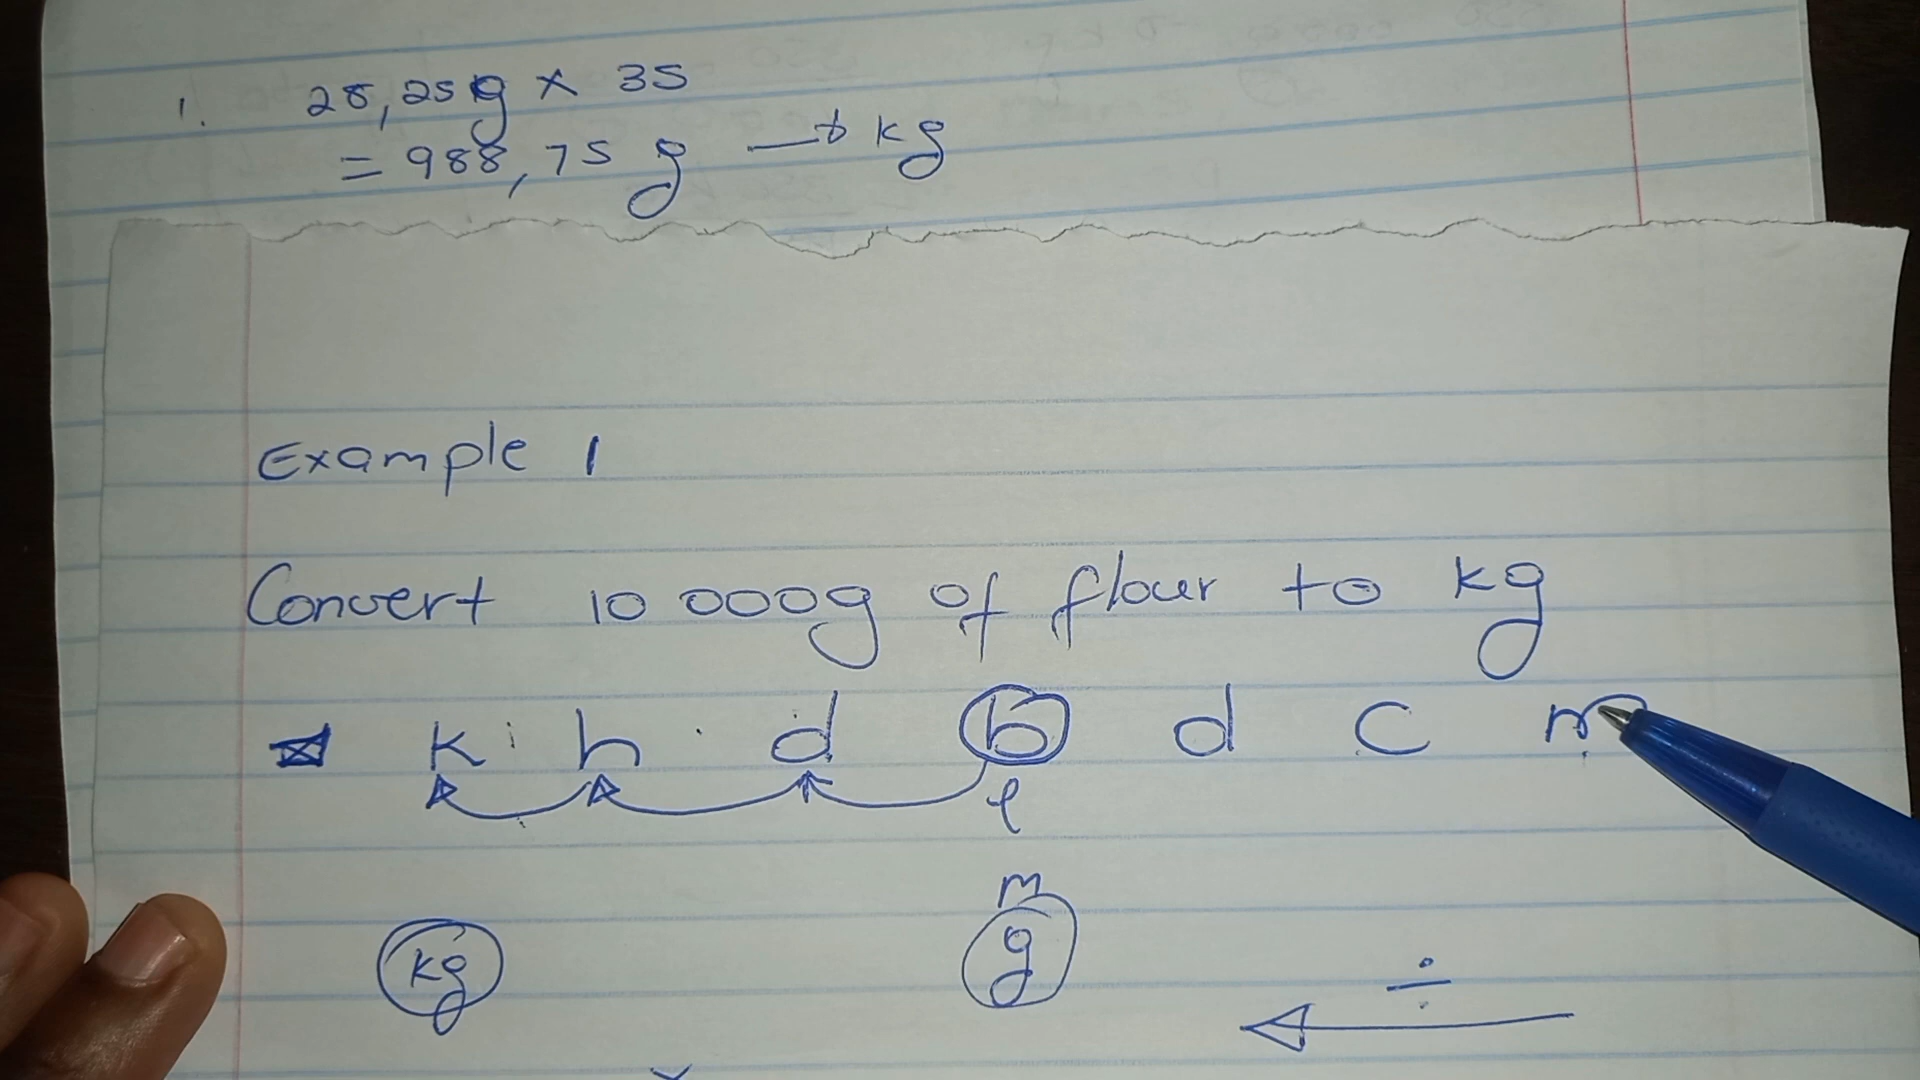 1. 28,25g × 35
= 988,75 g → kg
Example 1
Convert 10 000g of flour to kg
k h d b d c m
l
m
kg g
÷